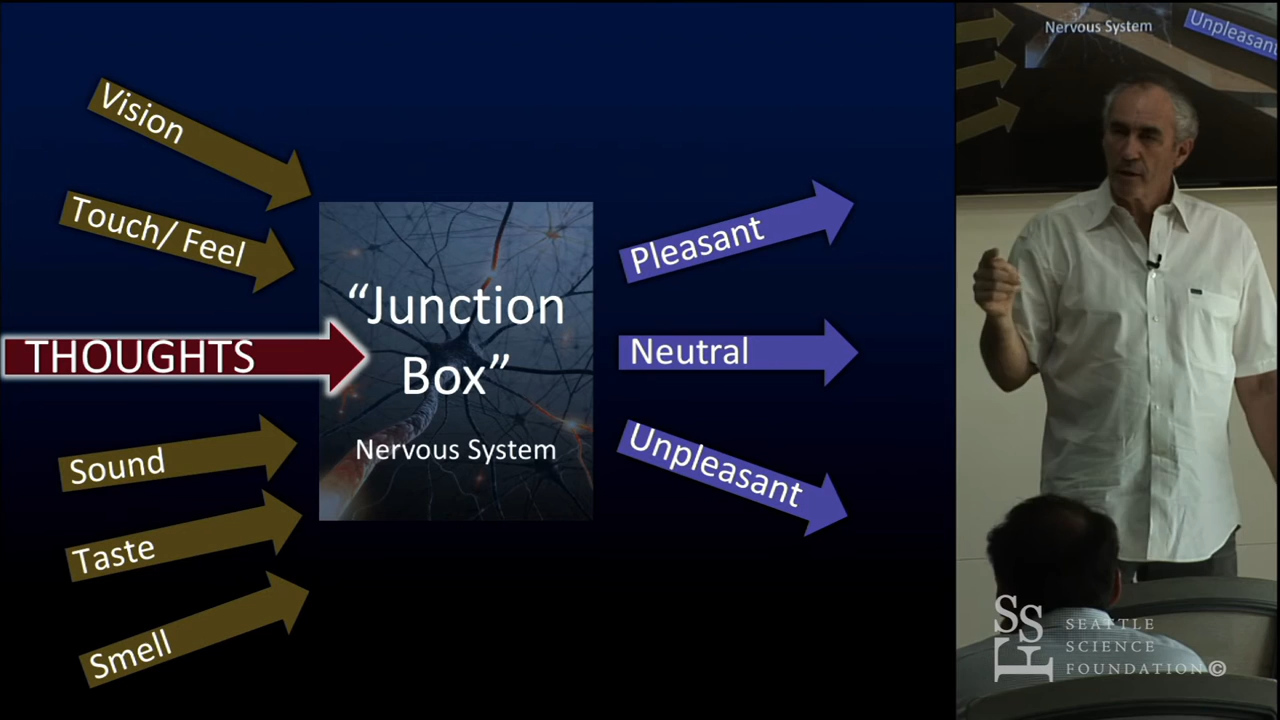 Vision
Touch/ Feel
THOUGHTS
Sound
Taste
Smell
“Junction
Box”
Nervous System
Pleasant
Neutral
Unpleasant
Nervous System
Unpleasant
SSF
SEATTLE
SCIENCE
FOUNDATION©